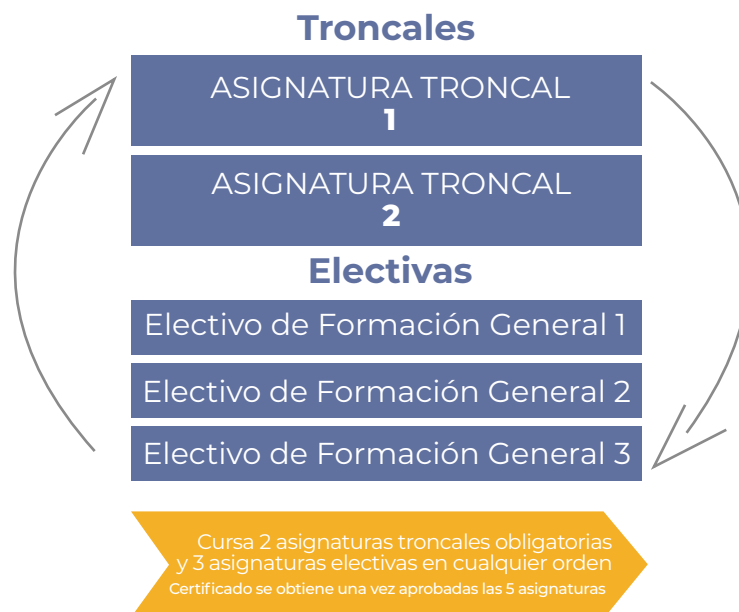 Troncales
ASIGNATURA TRONCAL
1
ASIGNATURA TRONCAL
2
Electivas
Electivo de Formación General 1
Electivo de Formación General 2
Electivo de Formación General 3
Cursa 2 asignaturas troncales obligatorias
y 3 asignaturas electivas en cualquier orden
Certificado se obtiene una vez aprobadas las 5 asignaturas